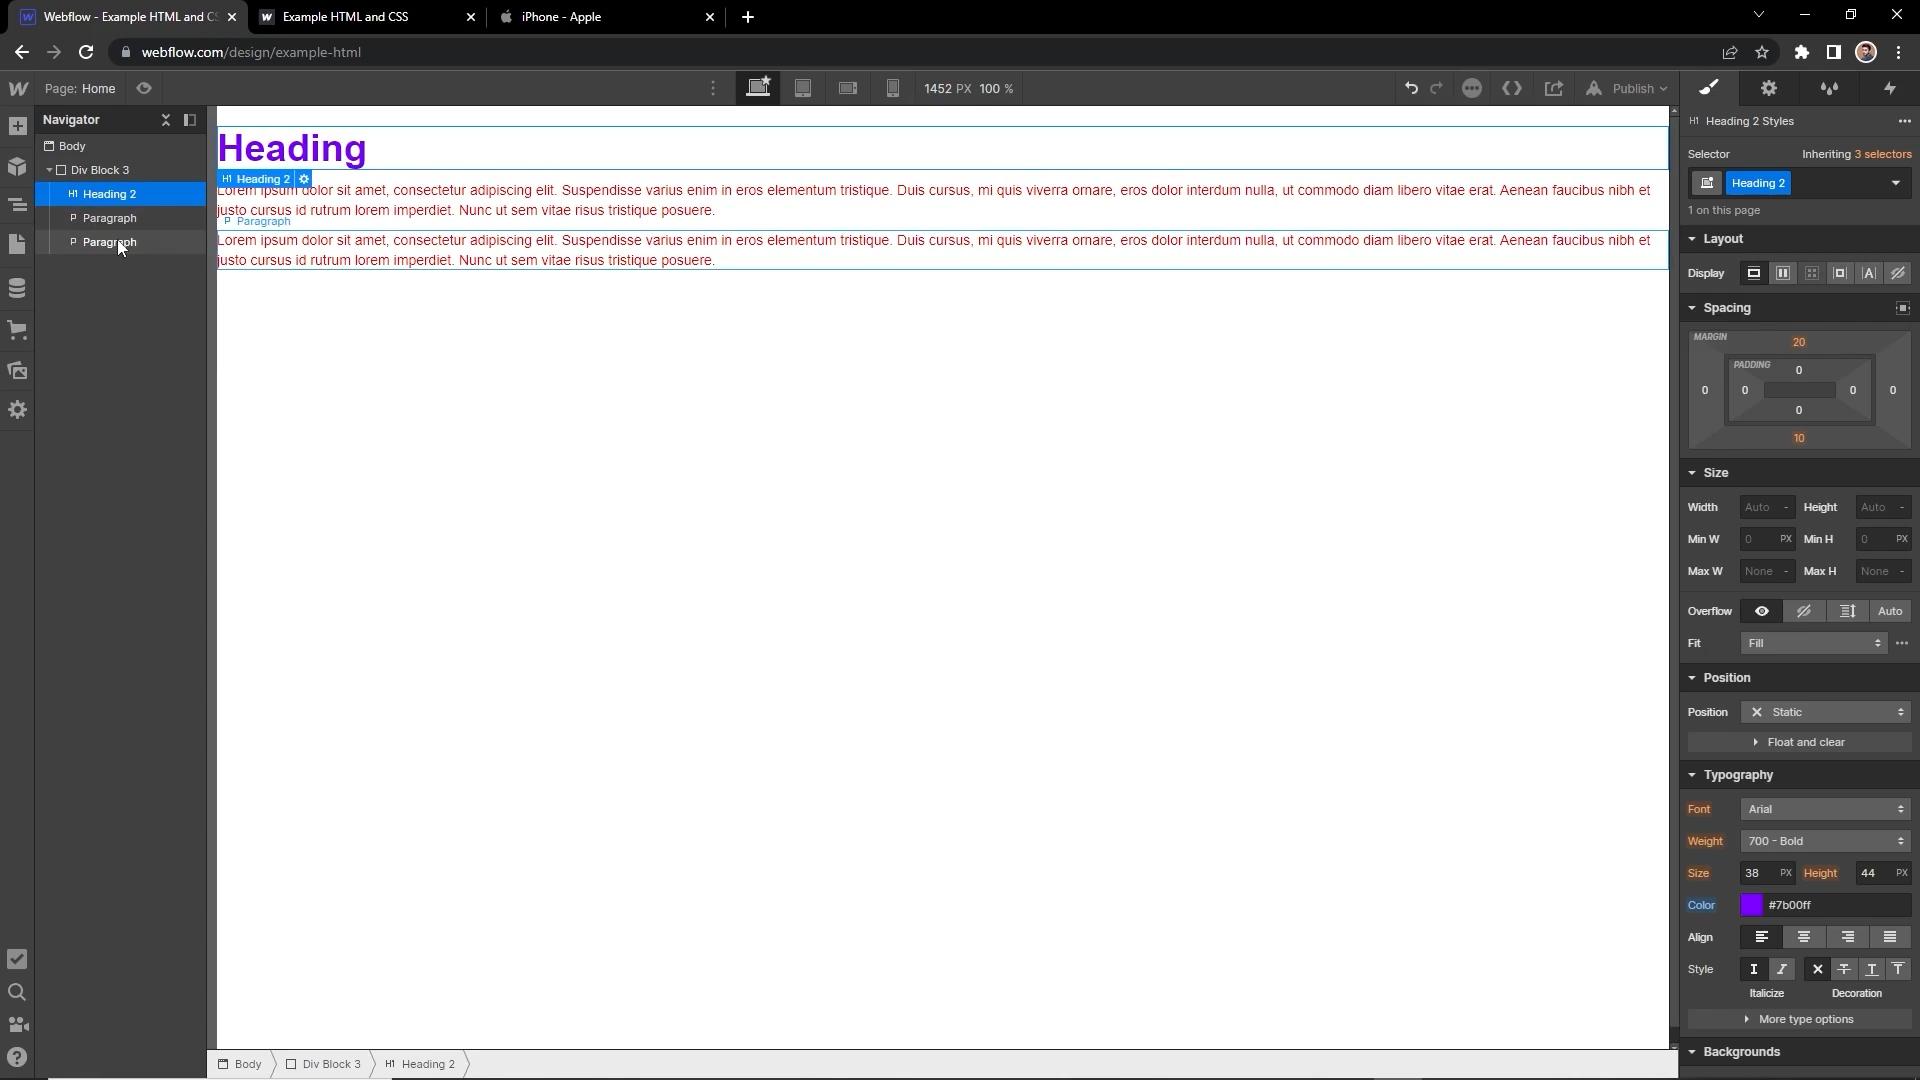 Webflow - Example HTML and CS
Example HTML and CSS
iPhone - Apple
webflow.com/design/example-html
Page: Home
1452 PX 100 %
Publish
Navigator
Body
Div Block 3
H1 Heading 2
P Paragraph
P Paragraph
Heading
H1 Heading 2
Lorem ipsum dolor sit amet, consectetur adipiscing elit. Suspendisse varius enim in eros elementum tristique. Duis cursus, mi quis viverra ornare, eros dolor interdum nulla, ut commodo diam libero vitae erat. Aenean faucibus nibh et
justo cursus id rutrum lorem imperdiet. Nunc ut sem vitae risus tristique posuere.
P Paragraph
Lorem ipsum dolor sit amet, consectetur adipiscing elit. Suspendisse varius enim in eros elementum tristique. Duis cursus, mi quis viverra ornare, eros dolor interdum nulla, ut commodo diam libero vitae erat. Aenean faucibus nibh et
justo cursus id rutrum lorem imperdiet. Nunc ut sem vitae risus tristique posuere.
Body
Div Block 3
H1 Heading 2
H1 Heading 2 Styles
Selector Inheriting 3 selectors
Heading 2
1 on this page
Layout
Display
Spacing
MARGIN
20
PADDING
0
0 0 0 0
0
10
Size
Width Auto - Height Auto -
Min W 0 PX Min H 0 PX
Max W None - Max H None -
Overflow Auto
Fit Fill
Position
Position Static
Float and clear
Typography
Font Arial
Weight 700 - Bold
Size 38 PX Height 44 PX
Color #7b00ff
Align
Style
Italicize Decoration
More type options
Backgrounds